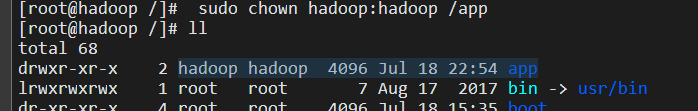 [root@hadoop /]#  sudo chown hadoop:hadoop /app
[root@hadoop /]# ll
total 68
drwxr-xr-x    2 hadoop hadoop  4096 Jul 18 22:54 app
lrwxrwxrwx    1 root   root       7 Aug 17  2017 bin -> usr/bin
dr-xr-xr-x    4 root   root    4096 Jul 18 15:35 boot